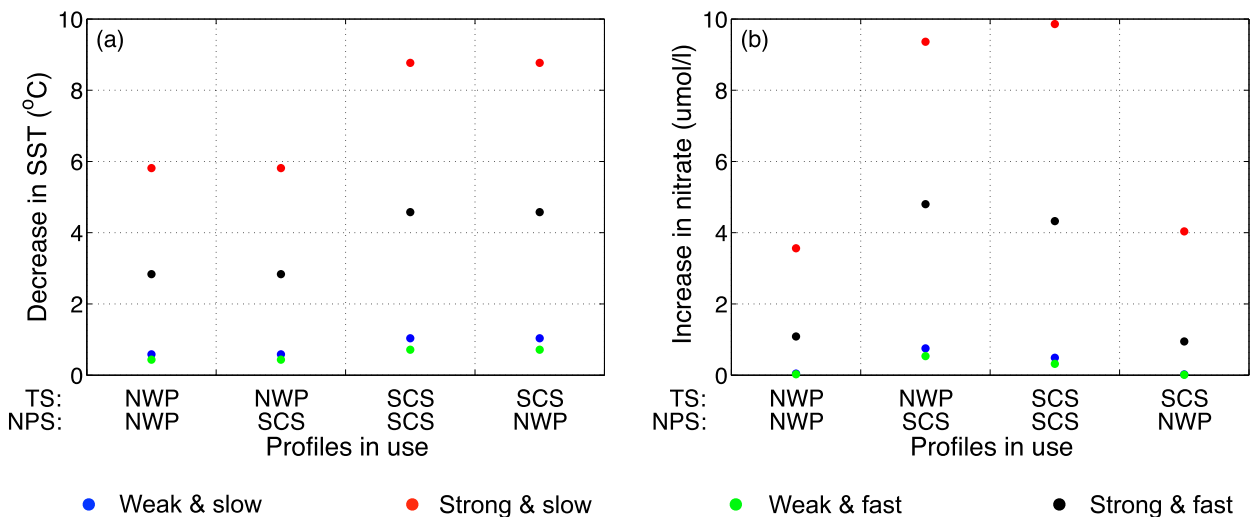 (a)
Decrease in SST (°C)
10
8
6
4
2
0
TS: NWP NWP SCS SCS
NPS: NWP SCS SCS NWP
Profiles in use
(b)
Increase in nitrate (umol/l)
10
8
6
4
2
0
TS: NWP NWP SCS SCS
NPS: NWP SCS SCS NWP
Profiles in use
Weak & slow Strong & slow Weak & fast Strong & fast